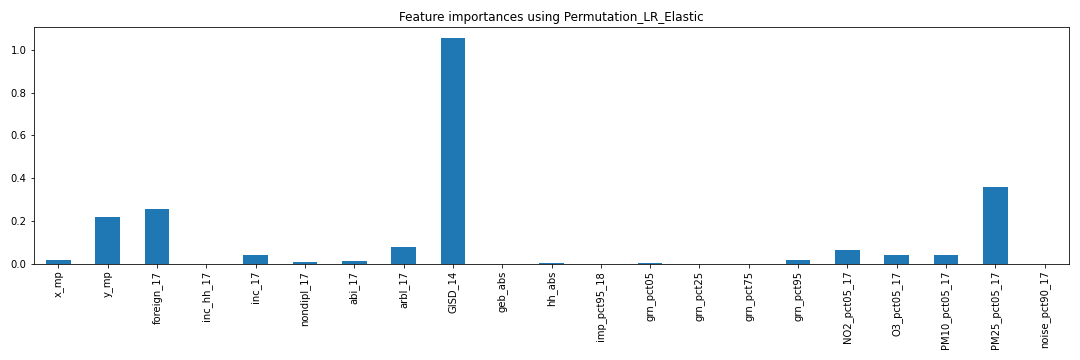 Feature importances using Permutation_LR_Elastic
1.0
0.8
0.6
0.4
0.2
0.0
x_mp
y_mp
foreign_17
inc_hh_17
inc_17
nondipl_17
abi_17
arbl_17
GISD_14
geb_abs
hh_abs
imp_pct95_18
grn_pct05
grn_pct25
grn_pct75
grn_pct95
NO2_pct05_17
O3_pct05_17
PM10_pct05_17
PM25_pct05_17
noise_pct90_17